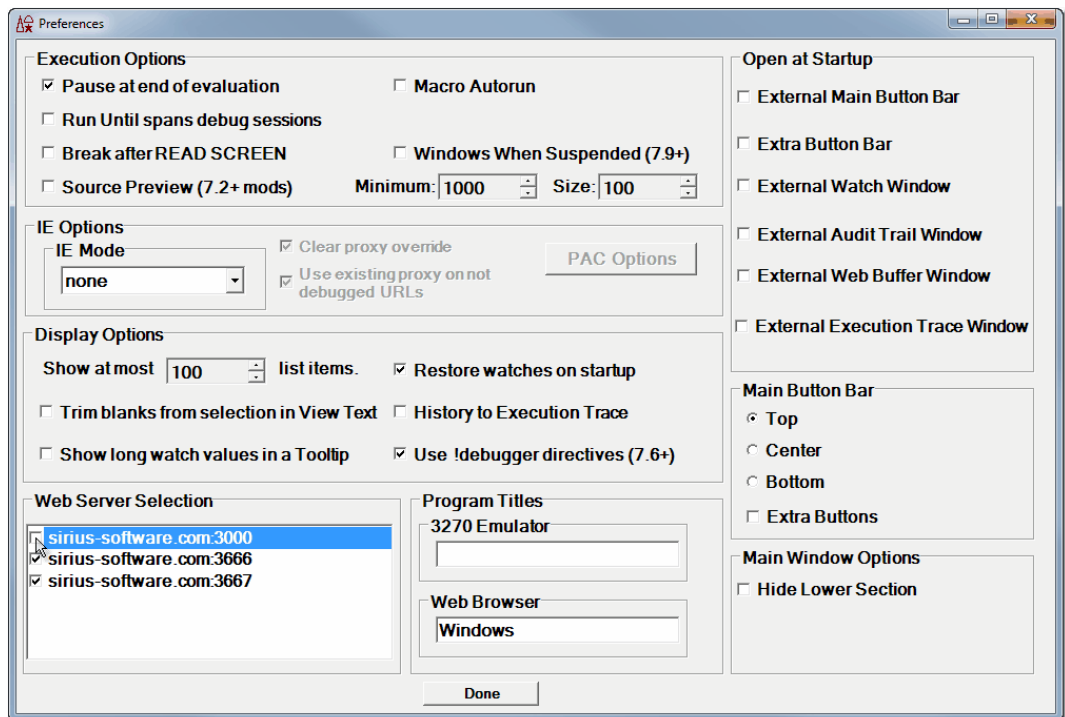 Preferences
Execution Options
Pause at end of evaluation
Macro Autorun
Run Until spans debug sessions
Break after READ SCREEN
Windows When Suspended (7.9+)
Source Preview (7.2+ mods)
Minimum: 1000 Size: 100
IE Options
IE Mode
none
Clear proxy override
Use existing proxy on not
debugged URLs
PAC Options
Display Options
Show at most 100 list items.
Restore watches on startup
Trim blanks from selection in View Text
History to Execution Trace
Show long watch values in a Tooltip
Use !debugger directives (7.6+)
Web Server Selection
sirius-software.com:3000
sirius-software.com:3666
sirius-software.com:3667
Program Titles
3270 Emulator
Web Browser
Windows
Open at Startup
External Main Button Bar
Extra Button Bar
External Watch Window
External Audit Trail Window
External Web Buffer Window
External Execution Trace Window
Main Button Bar
Top
Center
Bottom
Extra Buttons
Main Window Options
Hide Lower Section
Done